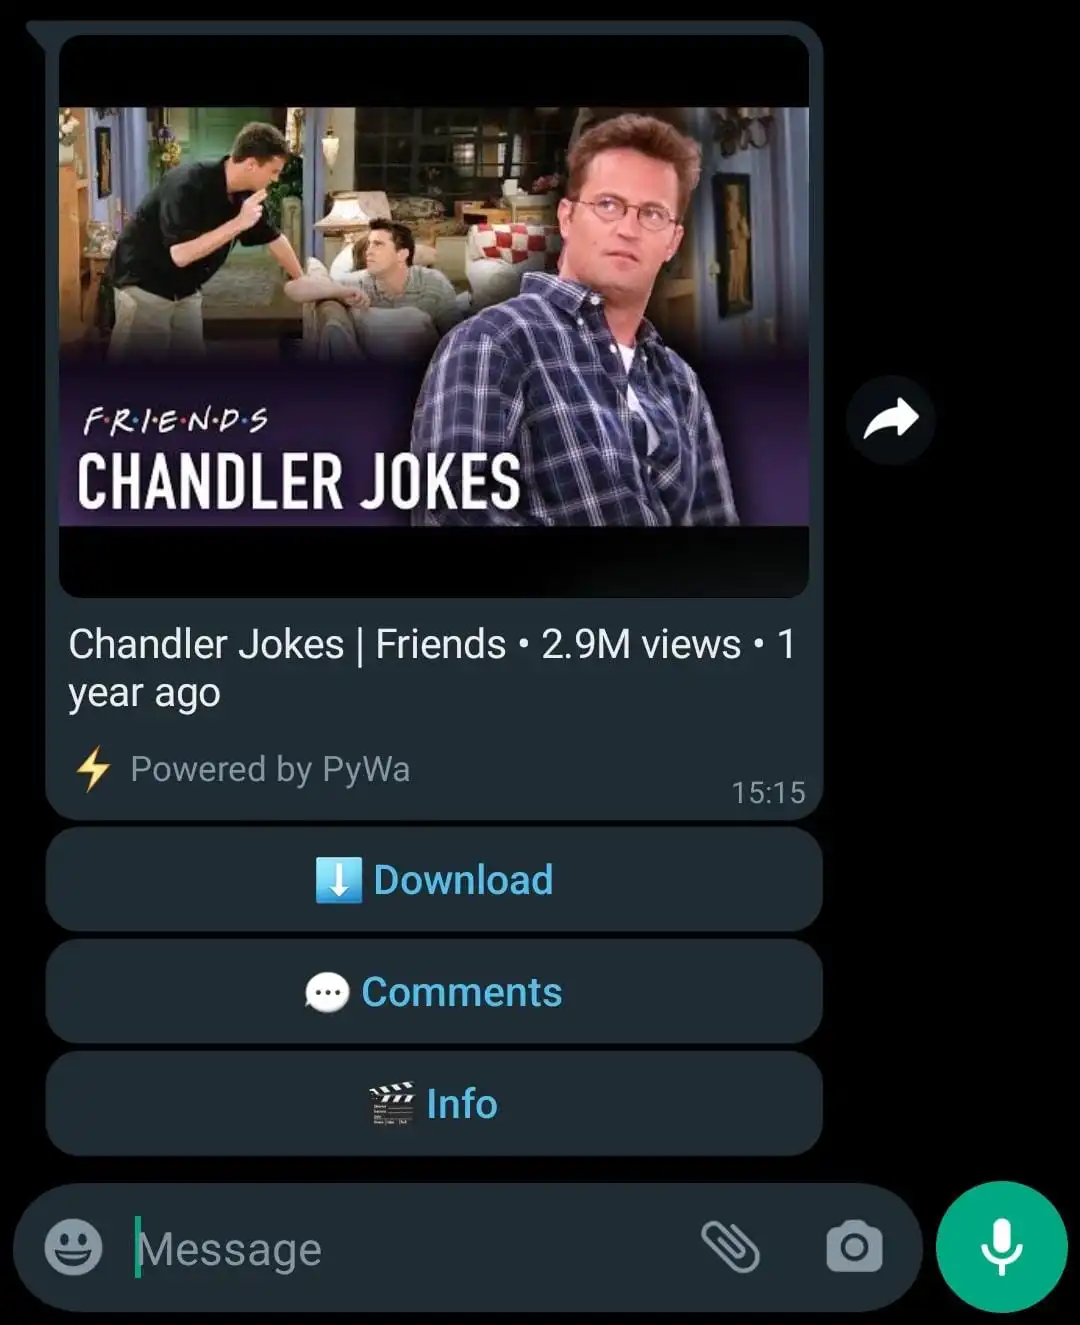 F·R·I·E·N·D·S
CHANDLER JOKES
Chandler Jokes | Friends • 2.9M views • 1
year ago
⚡ Powered by PyWa
15:15
⬇️ Download
💬 Comments
🎬 Info
Message